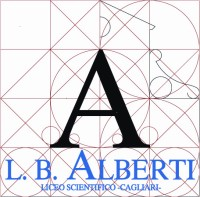 A
L. B. ALBERTI
LICEO SCIENTIFICO -CAGLIARI-